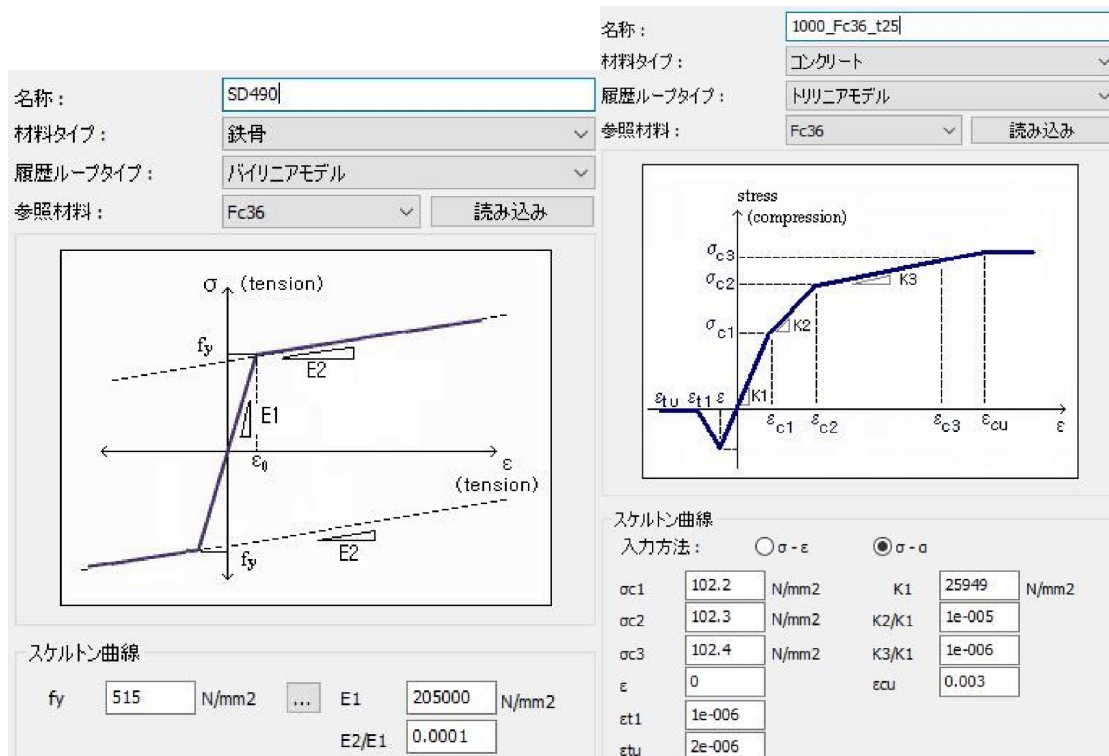 名称：
SD490
材料タイプ：
鉄骨
履歴ループタイプ：
バイリニアモデル
参照材料：
Fc36
読み込み
σ (tension)
fy
E2
E1
ε0
ε
(tension)
fy
E2
スケルトン曲線
fy
515
N/mm2
...
E1
205000
N/mm2
E2/E1
0.0001
名称：
1000_Fc36_t25
材料タイプ：
コンクリート
履歴ループタイプ：
トリリニアモデル
参照材料：
Fc36
読み込み
stress
(compression)
σc3
σc2
K3
σc1
K2
εtu εt1 ε
K1
εc1
εc2
εc3
εcu
ε
スケルトン曲線
入力方法：
σ - ε
σ - α
σc1
102.2
N/mm2
K1
25949
N/mm2
σc2
102.3
N/mm2
K2/K1
1e-005
σc3
102.4
N/mm2
K3/K1
1e-006
ε
0
εcu
0.003
εt1
1e-006
εtu
2e-006